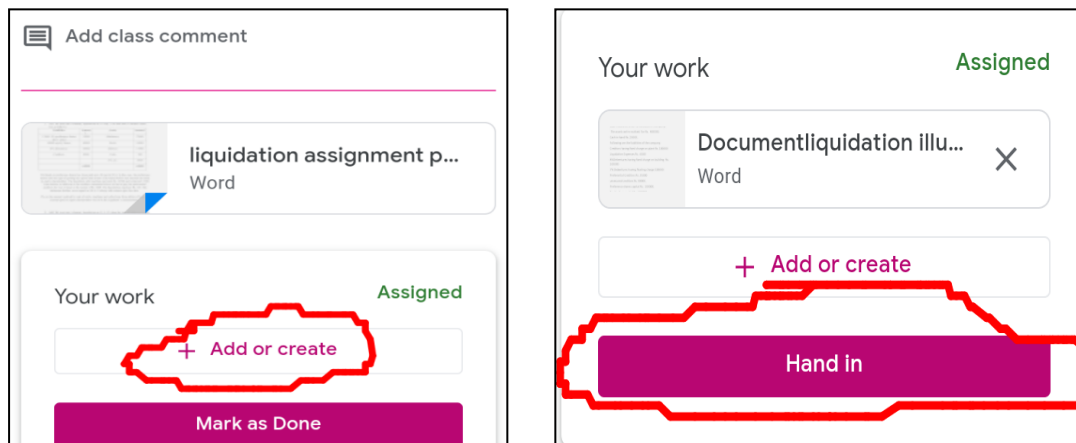 Add class comment
liquidation assignment p...
Word
Your work
Assigned
+ Add or create
Mark as Done
Your work
Assigned
Documentliquidation illu...
Word
+ Add or create
Hand in